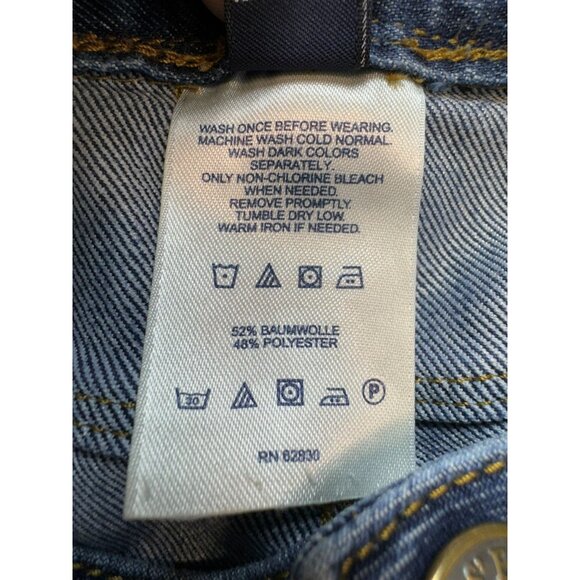 WASH ONCE BEFORE WEARING.
MACHINE WASH COLD NORMAL.
WASH DARK COLORS
SEPARATELY.
ONLY NON-CHLORINE BLEACH
WHEN NEEDED.
REMOVE PROMPTLY.
TUMBLE DRY LOW.
WARM IRON IF NEEDED.
52% BAUMWOLLE
48% POLYESTER
30 P
RN 62830